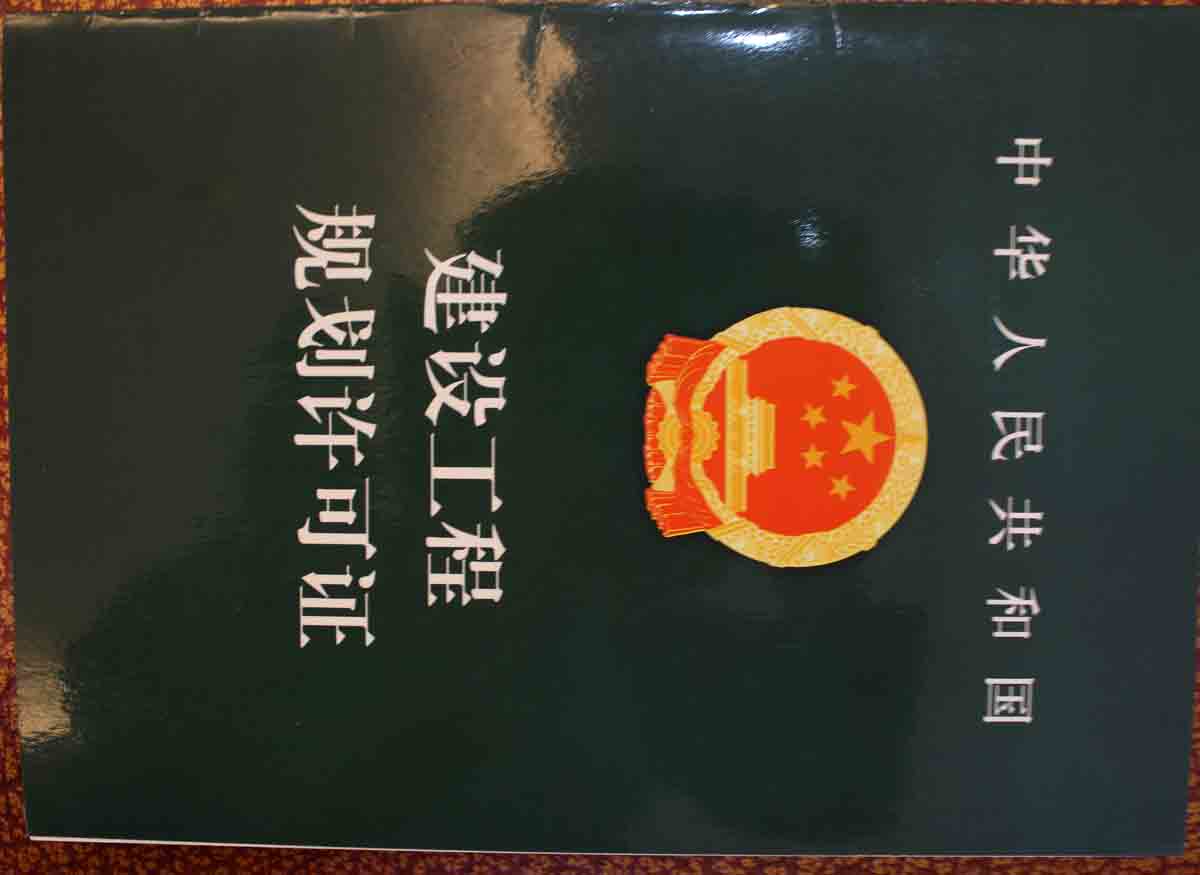 中华人民共和国
建设工程
规划许可证